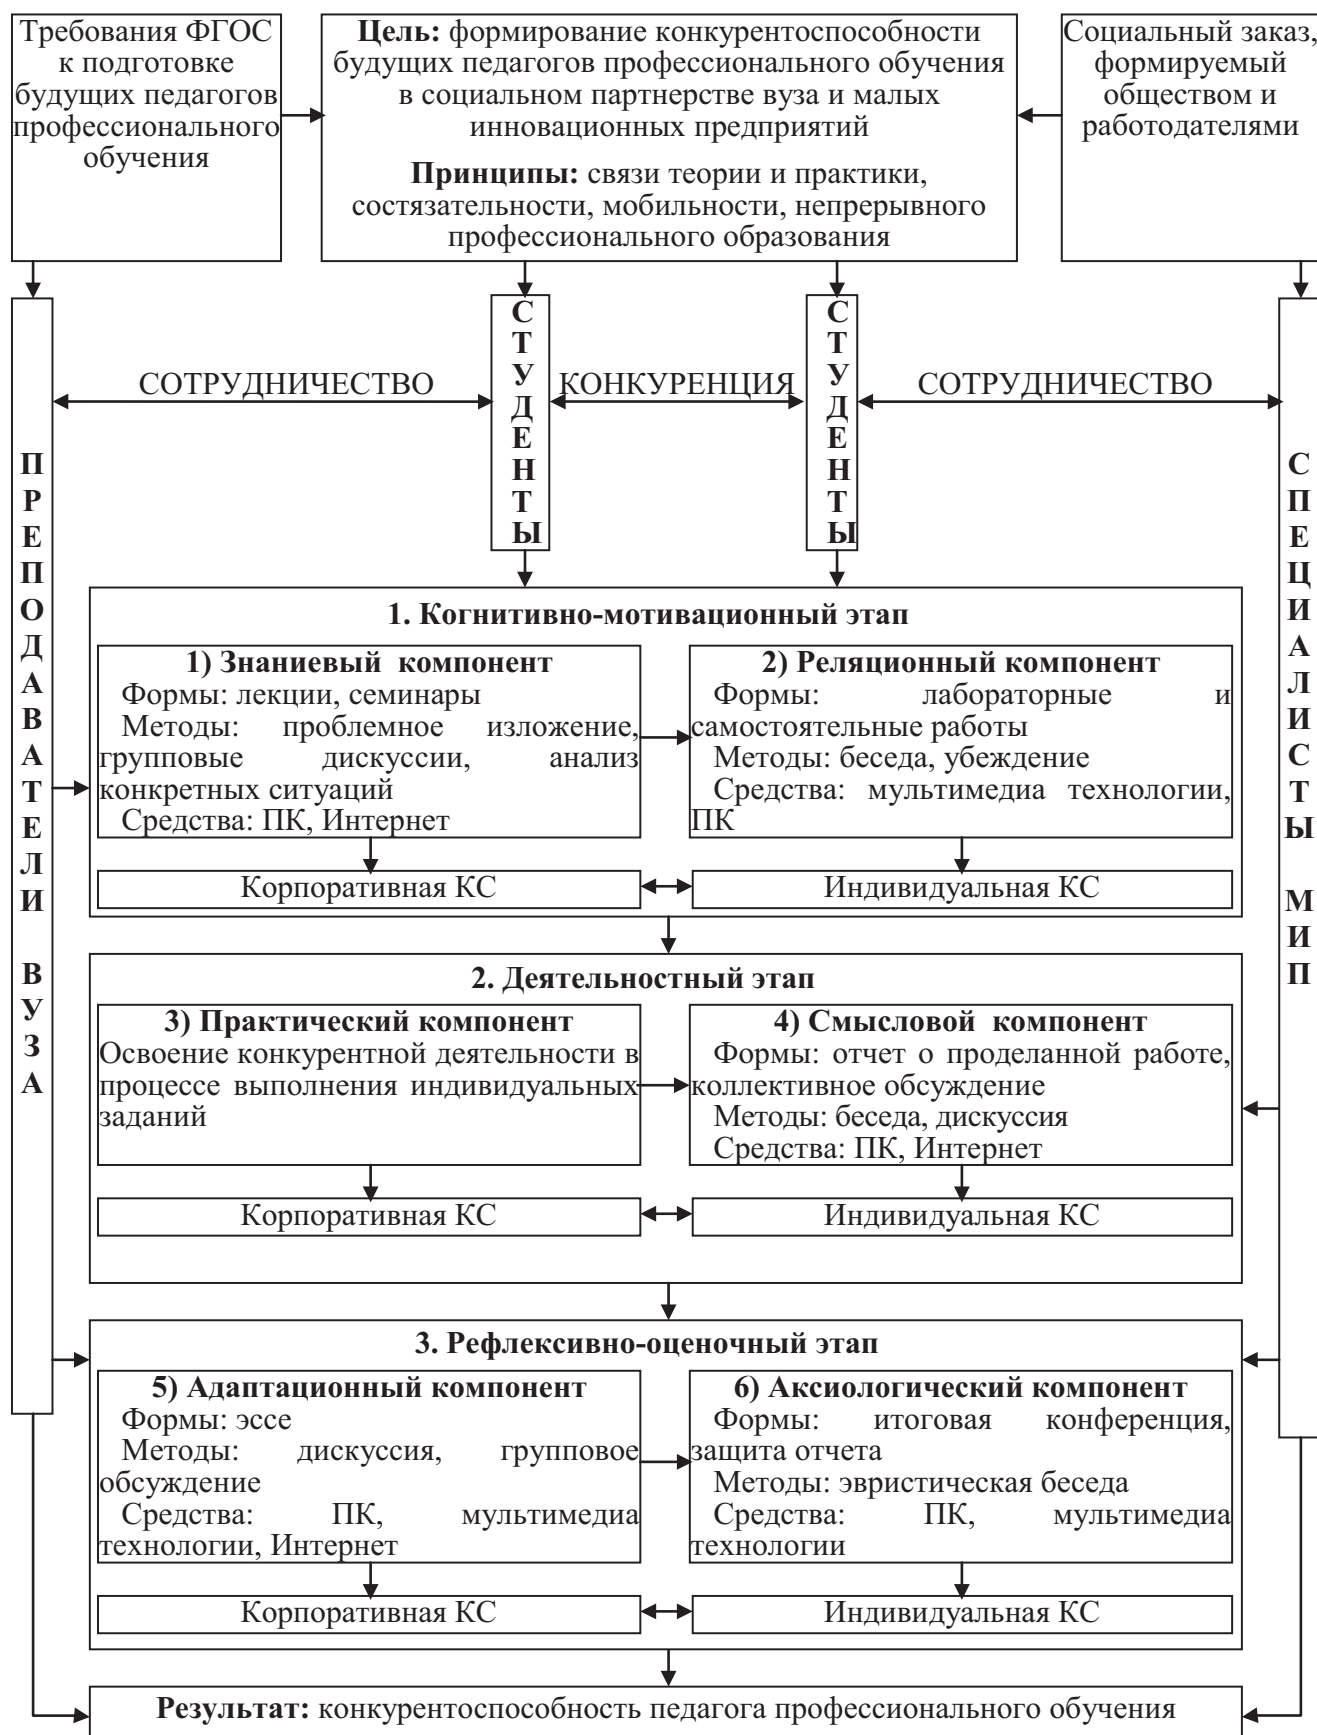 Требования ФГОС
к подготовке
будущих педагогов
профессионального
обучения
Цель: формирование конкурентоспособности
будущих педагогов профессионального обучения
в социальном партнерстве вуза и малых
инновационных предприятий
Принципы: связи теории и практики,
состязательности, мобильности, непрерывного
профессионального образования
Социальный заказ,
формируемый
обществом и
работодателями
СТУДЕНТЫ
СТУДЕНТЫ
СОТРУДНИЧЕСТВО
КОНКУРЕНЦИЯ
СОТРУДНИЧЕСТВО
ПРЕПОДАВАТЕЛИ ВУЗА
СПЕЦИАЛИСТЫ МИП
1. Когнитивно-мотивационный этап
1) Знаниевый компонент
Формы: лекции, семинары
Методы: проблемное изложение,
групповые дискуссии, анализ
конкретных ситуаций
Средства: ПК, Интернет
2) Реляционный компонент
Формы: лабораторные и
самостоятельные работы
Методы: беседа, убеждение
Средства: мультимедиа технологии,
ПК
Корпоративная КС
Индивидуальная КС
2. Деятельностный этап
3) Практический компонент
Освоение конкурентной деятельности в
процессе выполнения индивидуальных
заданий
4) Смысловой компонент
Формы: отчет о проделанной работе,
коллективное обсуждение
Методы: беседа, дискуссия
Средства: ПК, Интернет
Корпоративная КС
Индивидуальная КС
3. Рефлексивно-оценочный этап
5) Адаптационный компонент
Формы: эссе
Методы: дискуссия, групповое
обсуждение
Средства: ПК, мультимедиа
технологии, Интернет
6) Аксиологический компонент
Формы: итоговая конференция,
защита отчета
Методы: эвристическая беседа
Средства: ПК, мультимедиа
технологии
Корпоративная КС
Индивидуальная КС
Результат: конкурентоспособность педагога профессионального обучения